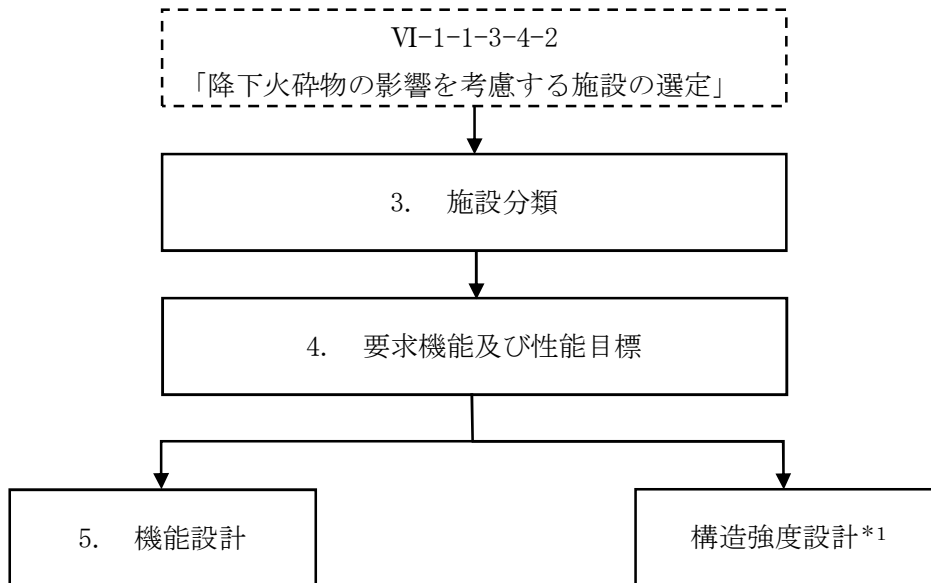 Ⅵ-1-1-3-4-2
「降下火砕物の影響を考慮する施設の選定」
3. 施設分類
4. 要求機能及び性能目標
5. 機能設計
構造強度設計*1